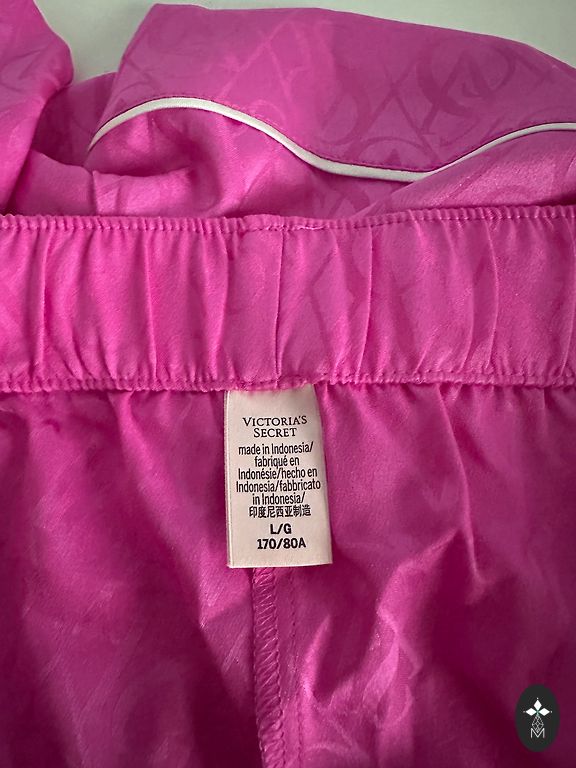 VICTORIA'S
SECRET
made in Indonesia/
fabriqué en
Indonésie/hecho en
Indonesia/fabbricato
in Indonesia/
印度尼西亚制造
L/G
170/80A
M